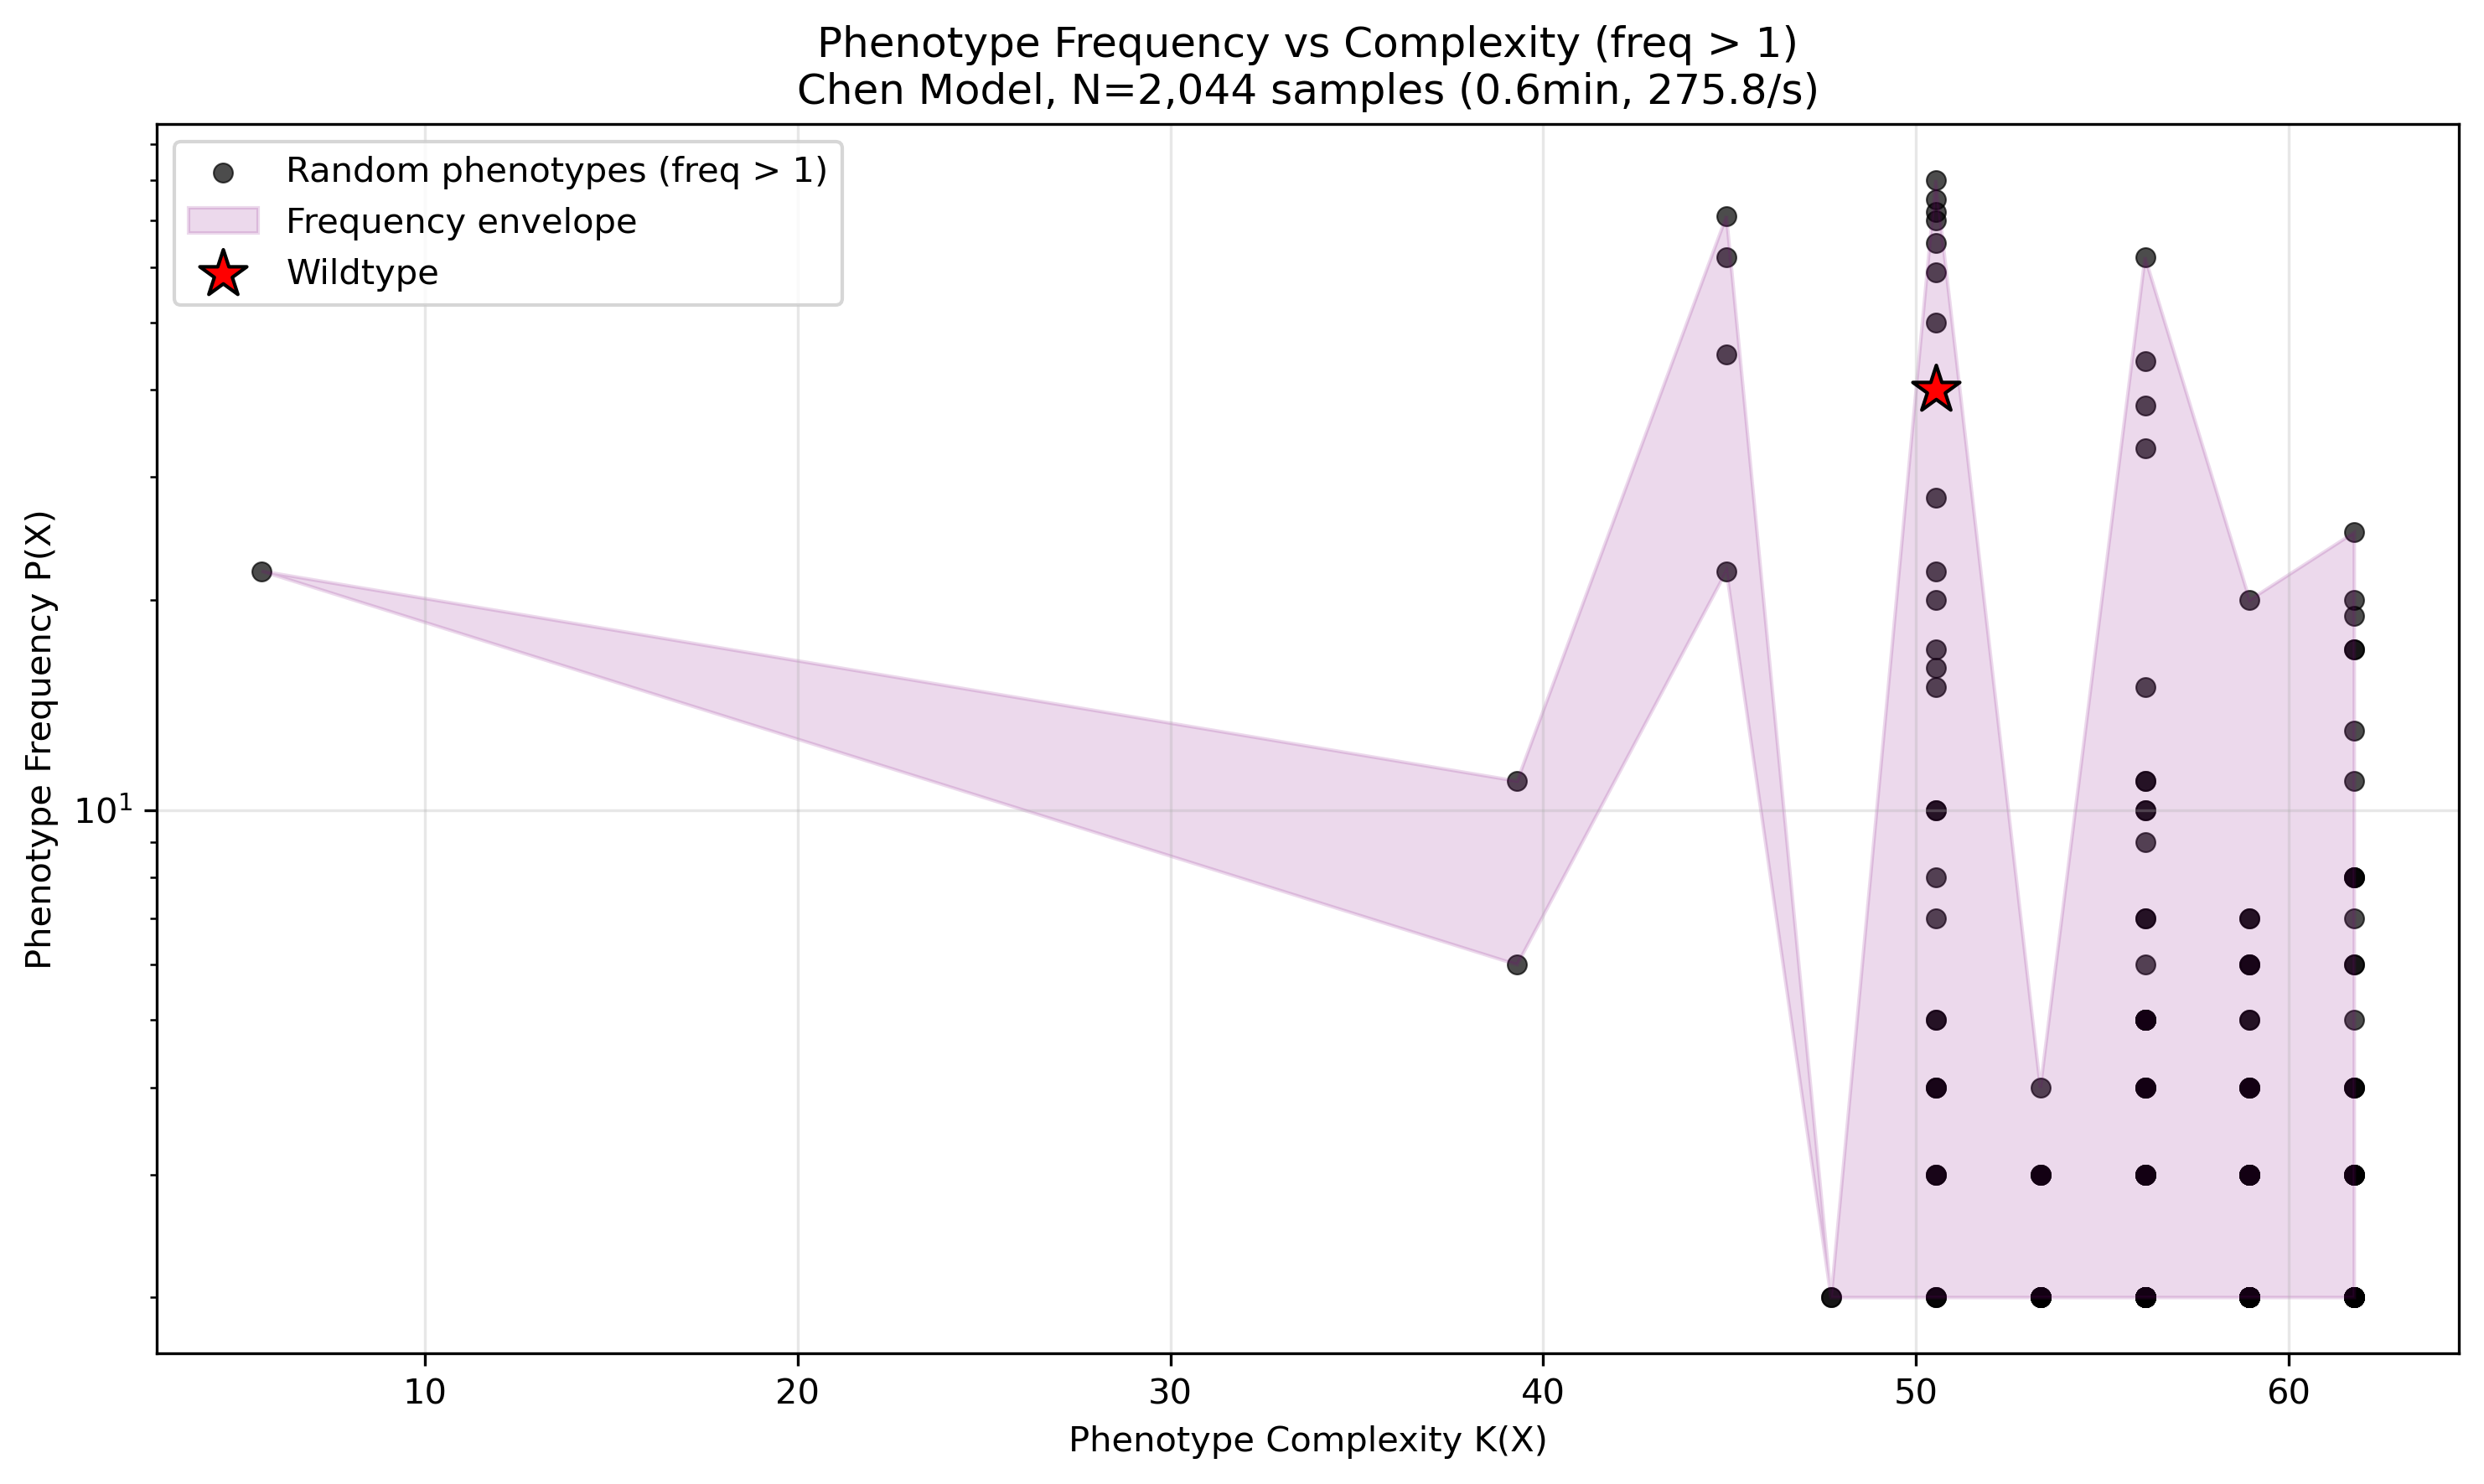 Phenotype Frequency vs Complexity (freq > 1)
Chen Model, N=2,044 samples (0.6min, 275.8/s)
Random phenotypes (freq > 1)
Frequency envelope
Wildtype
Phenotype Frequency P(X)
10¹
10 20 30 40 50 60
Phenotype Complexity K(X)